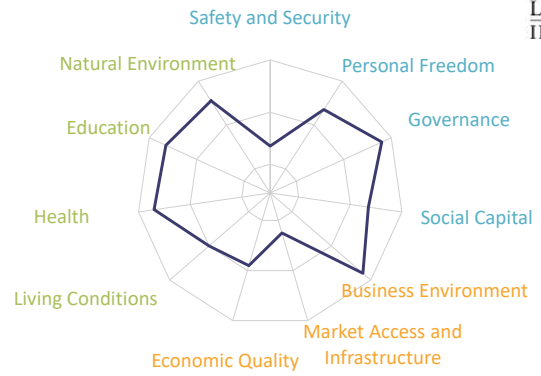 Safety and Security
Natural Environment
Personal Freedom
Education
Governance
Health
Social Capital
Living Conditions
Business Environment
Market Access and
Infrastructure
Economic Quality